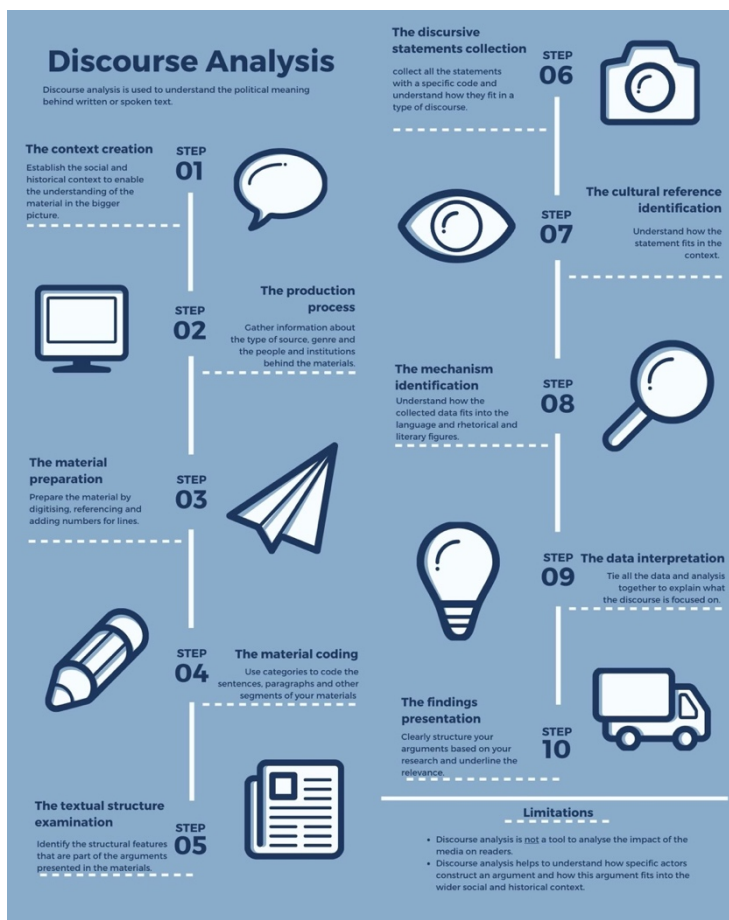 Discourse Analysis
Discourse analysis is used to understand the political meaning
behind written or spoken text.
The context creation
STEP
01
Establish the social and
historical context to enable
the understanding of the
material in the bigger
picture.
STEP
02
The production
process
Gather information about
the type of source, genre and
the people and institutions
behind the materials.
The material
preparation
STEP
03
Prepare the material by
digitising, referencing and
adding numbers for lines.
STEP
04
The material coding
Use categories to code the
sentences, paragraphs and other
segments of your materials
The textual structure
examination
STEP
05
Identify the structural features
that are part of the arguments
presented in the materials.
The discursive
statements collection
STEP
06
collect all the statements
with a specific code and
understand how they fit in a
type of discourse.
STEP
07
The cultural reference
identification
Understand how the
statement fits in the
context.
The mechanism
identification
STEP
08
Understand how the
collected data fits into the
language and rhetorical and
literary figures.
STEP
09
The data interpretation
Tie all the data and analysis
together to explain what
the discourse is focused on.
The findings
presentation
STEP
10
Clearly structure your
arguments based on your
research and underline the
relevance.
Limitations
• Discourse analysis is not a tool to analyse the impact of the
media on readers.
• Discourse analysis helps to understand how specific actors
construct an argument and how this argument fits into the
wider social and historical context.